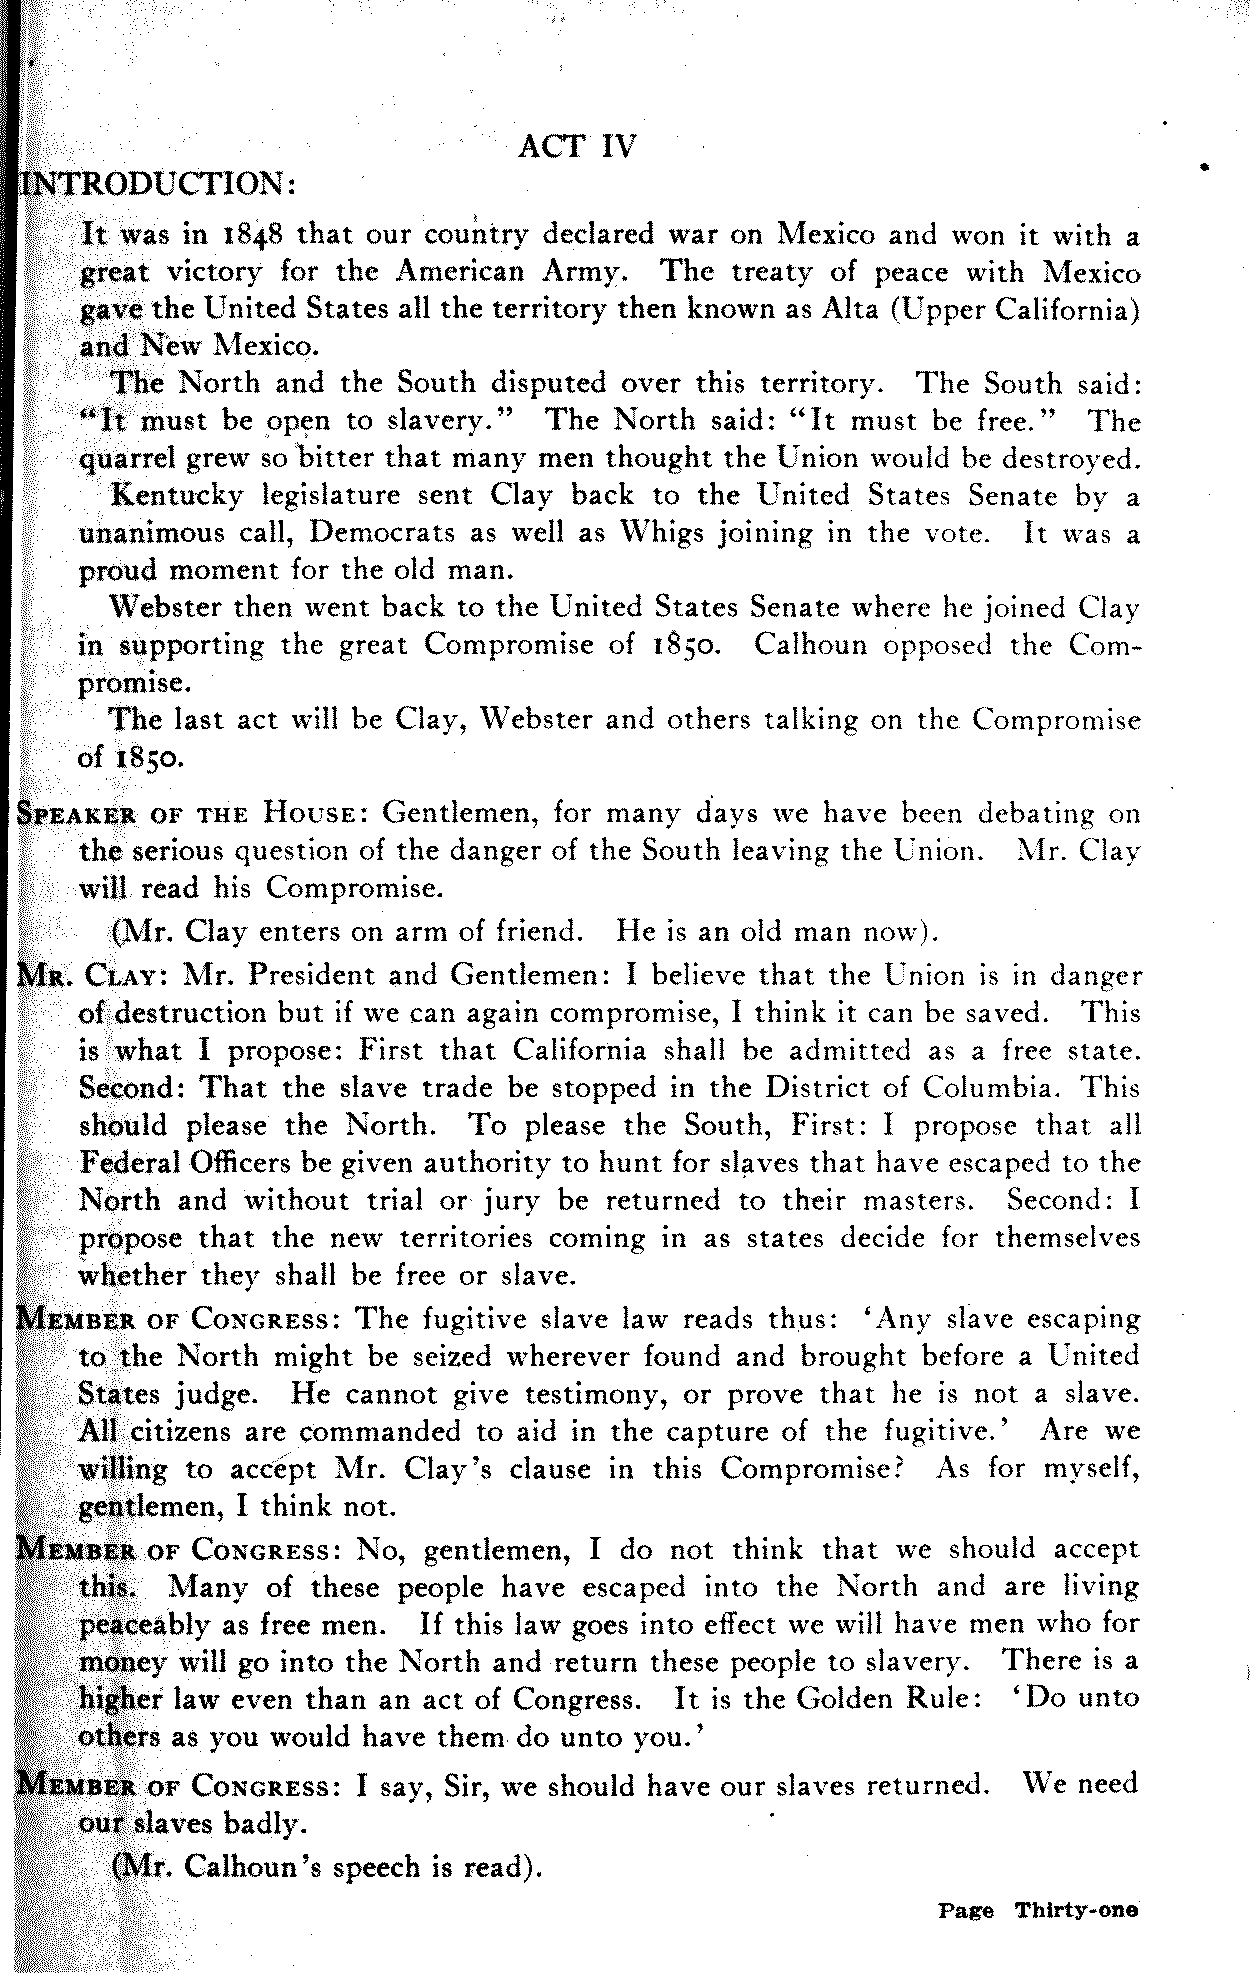 ACT IV
INTRODUCTION:
It was in 1848 that our country declared war on Mexico and won it with a
great victory for the American Army. The treaty of peace with Mexico
gave the United States all the territory then known as Alta (Upper California)
and New Mexico.
The North and the South disputed over this territory. The South said:
"It must be open to slavery." The North said: "It must be free." The
quarrel grew so bitter that many men thought the Union would be destroyed.
Kentucky legislature sent Clay back to the United States Senate by a
unanimous call, Democrats as well as Whigs joining in the vote. It was a
proud moment for the old man.
Webster then went back to the United States Senate where he joined Clay
in supporting the great Compromise of 1850. Calhoun opposed the Com-
promise.
The last act will be Clay, Webster and others talking on the Compromise
of 1850.
SPEAKER OF THE HOUSE: Gentlemen, for many days we have been debating on
the serious question of the danger of the South leaving the Union. Mr. Clay
will read his Compromise.
(Mr. Clay enters on arm of friend. He is an old man now).
MR. CLAY: Mr. President and Gentlemen: I believe that the Union is in danger
of destruction but if we can again compromise, I think it can be saved. This
is what I propose: First that California shall be admitted as a free state.
Second: That the slave trade be stopped in the District of Columbia. This
should please the North. To please the South, First: I propose that all
Federal Officers be given authority to hunt for slaves that have escaped to the
North and without trial or jury be returned to their masters. Second: I
propose that the new territories coming in as states decide for themselves
whether they shall be free or slave.
MEMBER OF CONGRESS: The fugitive slave law reads thus: 'Any slave escaping
to the North might be seized wherever found and brought before a United
States judge. He cannot give testimony, or prove that he is not a slave.
All citizens are commanded to aid in the capture of the fugitive.' Are we
willing to accept Mr. Clay's clause in this Compromise? As for myself,
gentlemen, I think not.
MEMBER OF CONGRESS: No, gentlemen, I do not think that we should accept
this. Many of these people have escaped into the North and are living
peaceably as free men. If this law goes into effect we will have men who for
money will go into the North and return these people to slavery. There is a
higher law even than an act of Congress. It is the Golden Rule: 'Do unto
others as you would have them do unto you.'
MEMBER OF CONGRESS: I say, Sir, we should have our slaves returned. We need
our slaves badly.
(Mr. Calhoun's speech is read).
Page Thirty-one